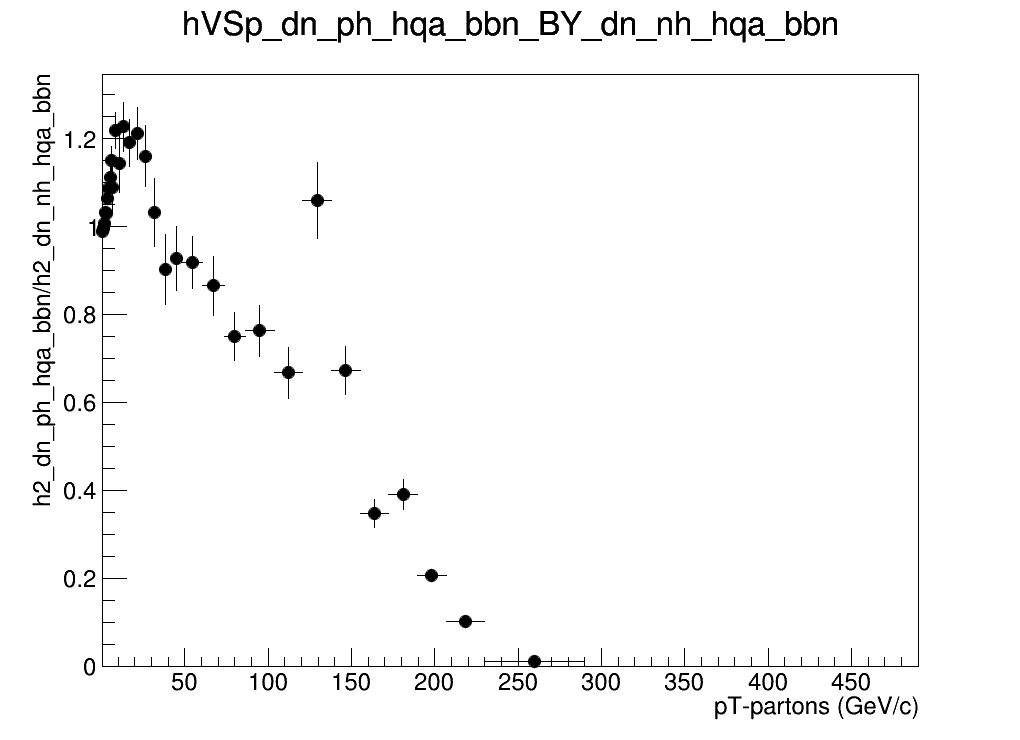 hVSp_dn_ph_hqa_bbn_BY_dn_nh_hqa_bbn
h2_dn_ph_hqa_bbn/h2_dn_nh_hqa_bbn
1.2
1
0.8
0.6
0.4
0.2
0
50 100 150 200 250 300 350 400 450
pT-partons (GeV/c)